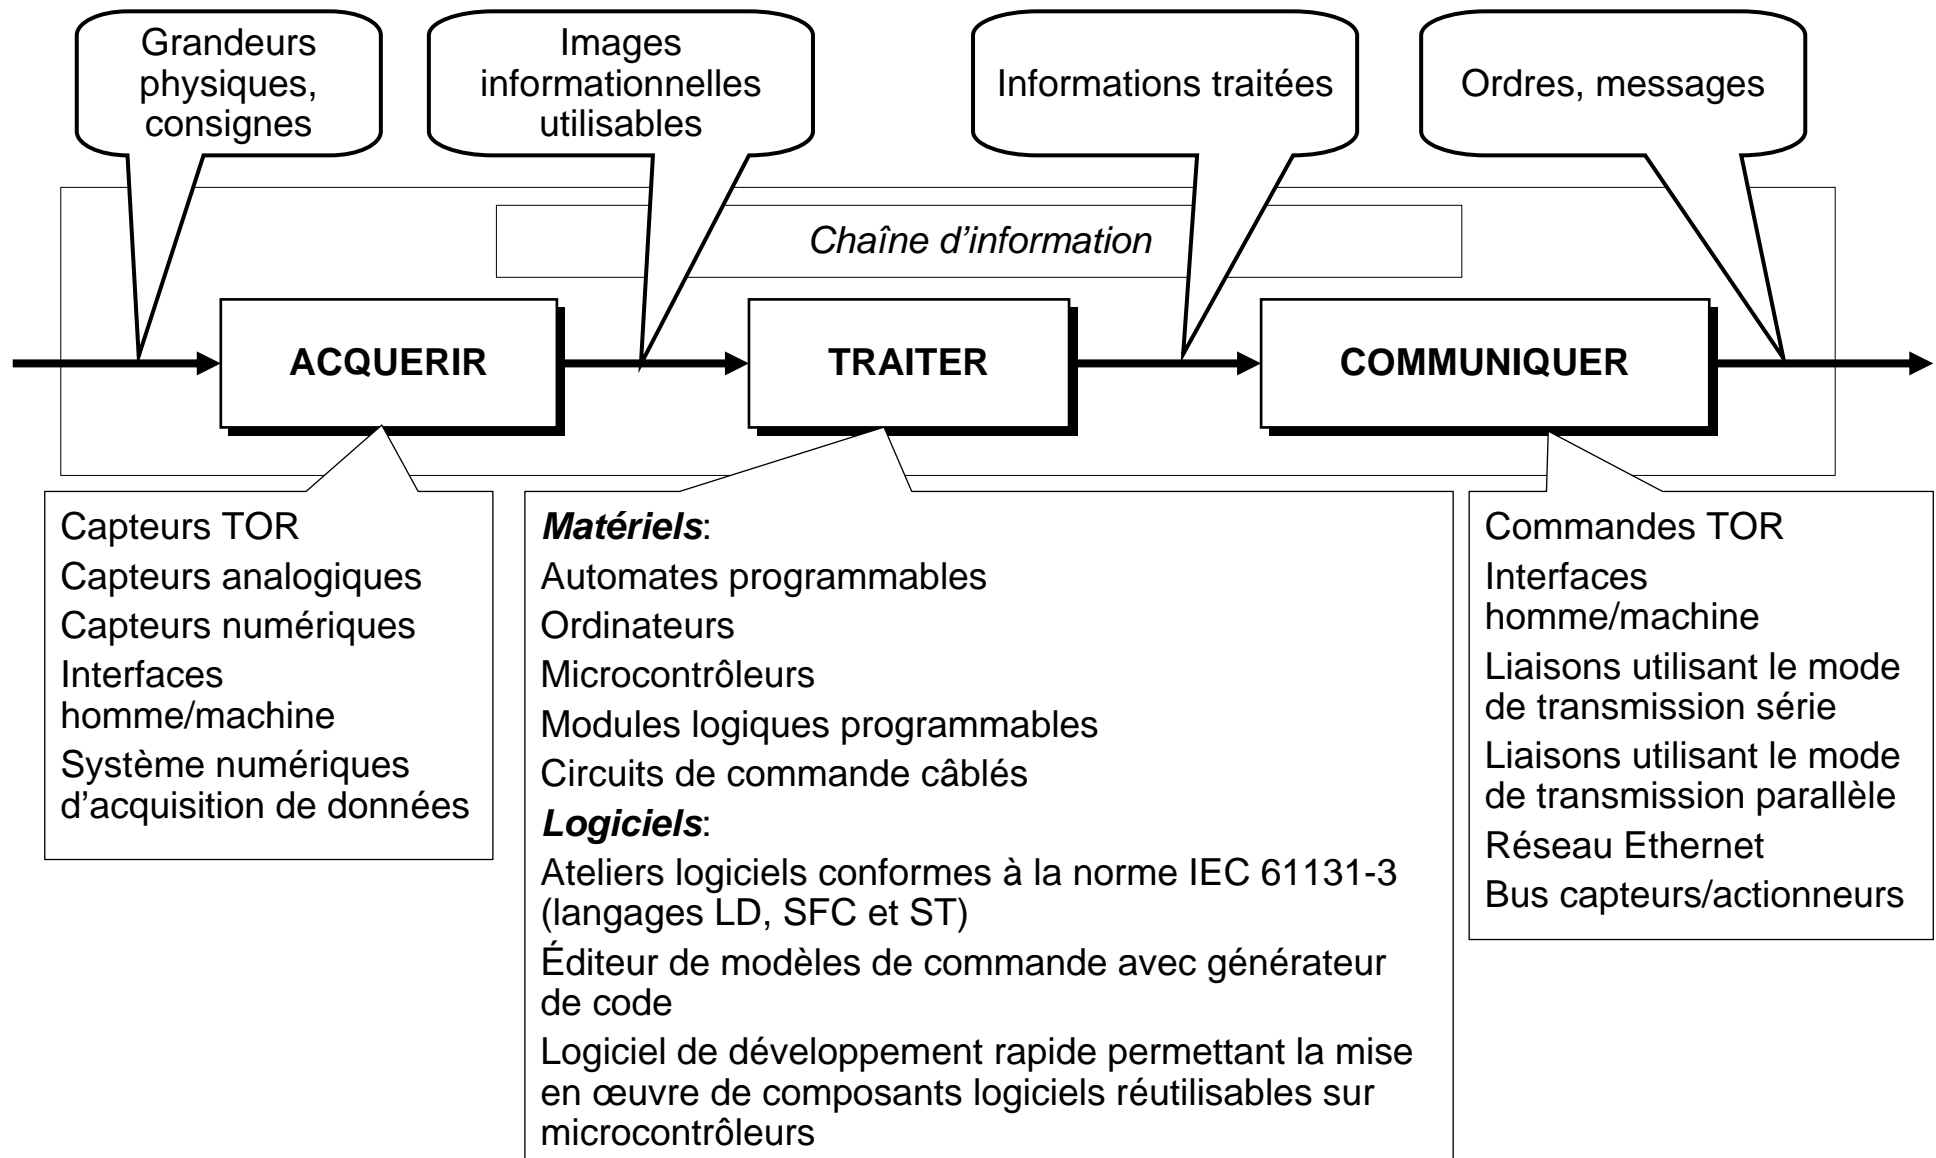 Grandeurs
physiques,
consignes
Images
informationnelles
utilisables
Informations traitées
Ordres, messages
Chaîne d’information
ACQUERIR
TRAITER
COMMUNIQUER
Capteurs TOR
Capteurs analogiques
Capteurs numériques
Interfaces
homme/machine
Système numériques
d’acquisition de données
Matériels:
Automates programmables
Ordinateurs
Microcontrôleurs
Modules logiques programmables
Circuits de commande câblés
Logiciels:
Ateliers logiciels conformes à la norme IEC 61131-3
(langages LD, SFC et ST)
Éditeur de modèles de commande avec générateur
de code
Logiciel de développement rapide permettant la mise
en œuvre de composants logiciels réutilisables sur
microcontrôleurs
Commandes TOR
Interfaces
homme/machine
Liaisons utilisant le mode
de transmission série
Liaisons utilisant le mode
de transmission parallèle
Réseau Ethernet
Bus capteurs/actionneurs